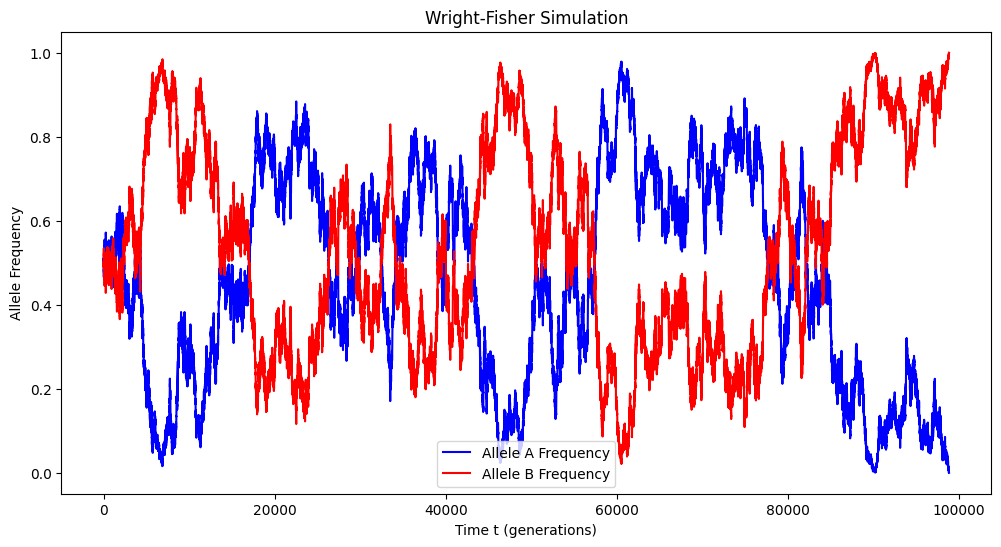 Wright-Fisher Simulation
Allele Frequency
1.0
0.8
0.6
0.4
0.2
0.0
Allele A Frequency
Allele B Frequency
0
20000
40000
60000
80000
100000
Time t (generations)